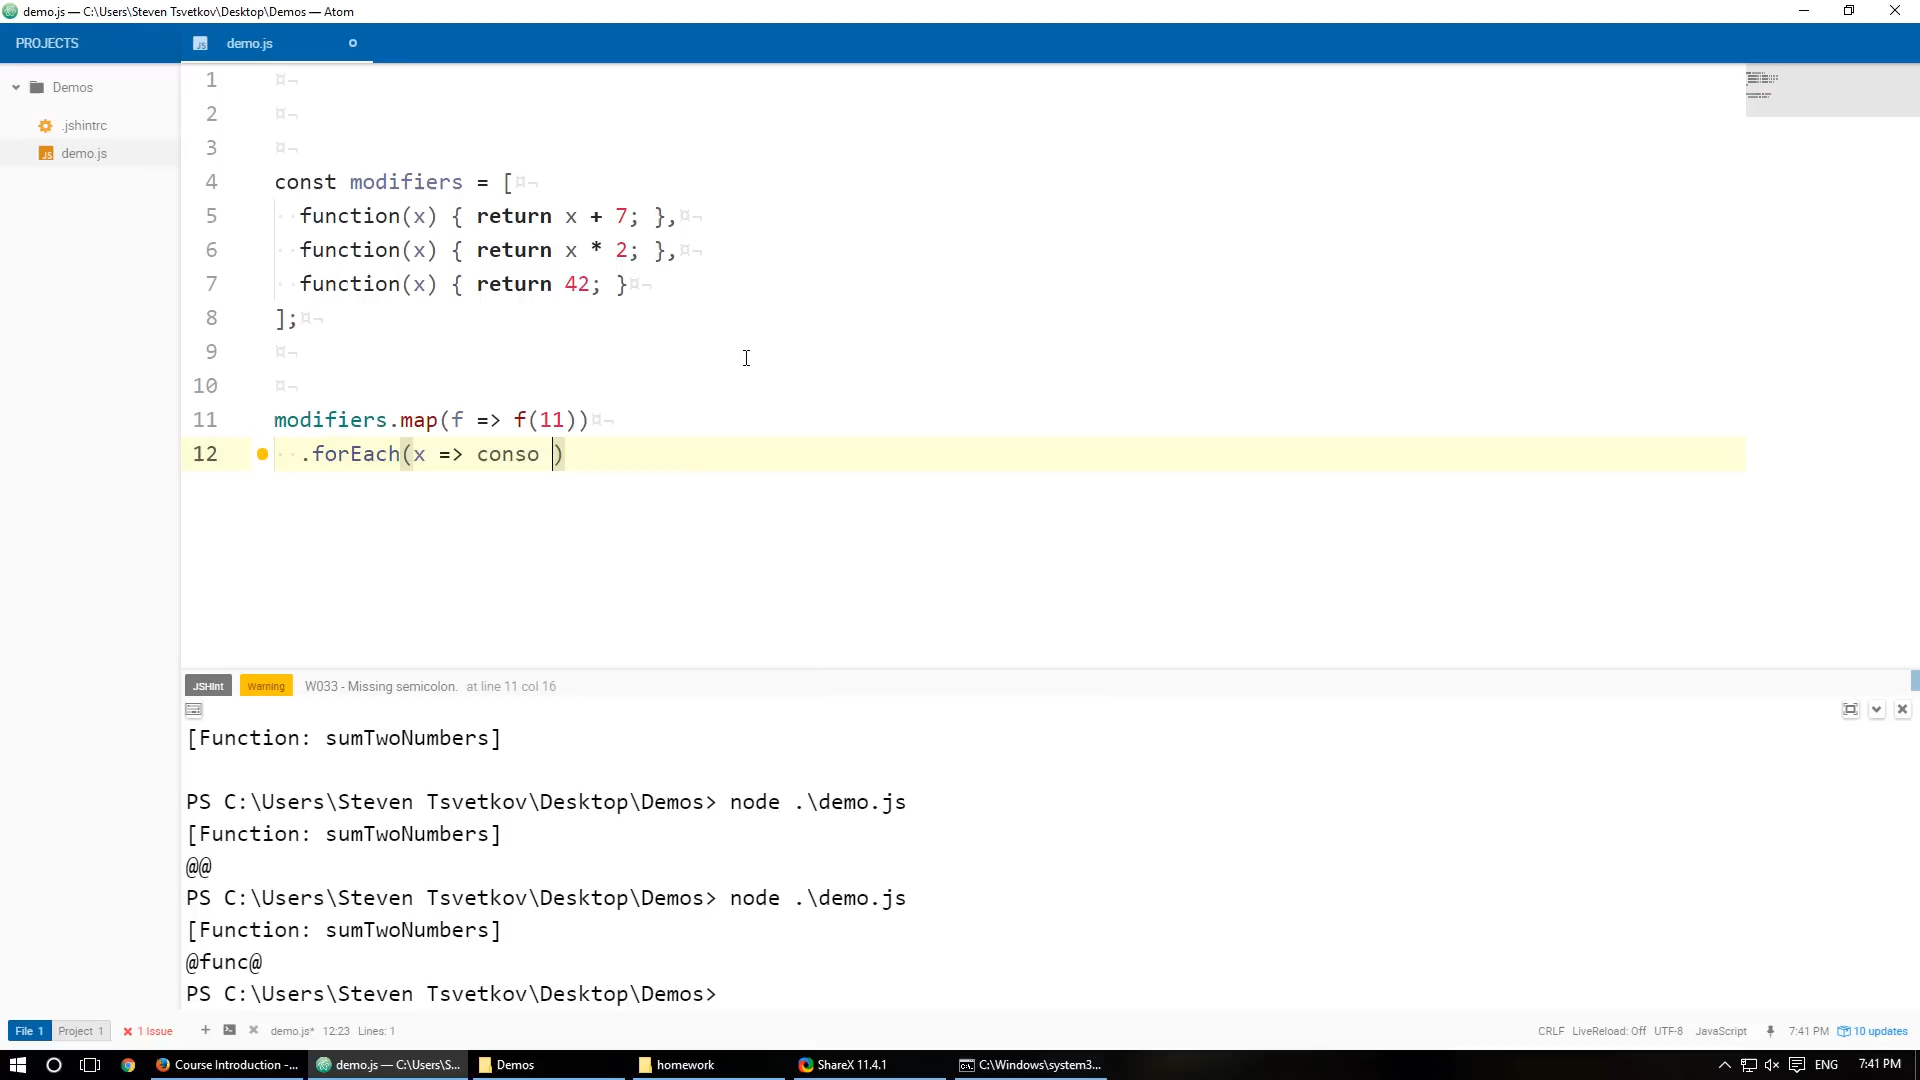 demo.js — C:\Users\Steven Tsvetkov\Desktop\Demos — Atom
PROJECTS
demo.js
Demos
.jshintrc
demo.js
1 ¤¬
2 ¤¬
3 ¤¬
4 const modifiers = [¤¬
5 ··function(x) { return x + 7; },¤¬
6 ··function(x) { return x * 2; },¤¬
7 ··function(x) { return 42; }¤¬
8 ];¤¬
9 ¤¬
10 ¤¬
11 modifiers.map(f => f(11))¤¬
12 ··.forEach(x => conso )
JSHint Warning W033 - Missing semicolon. at line 11 col 16
[Function: sumTwoNumbers]
PS C:\Users\Steven Tsvetkov\Desktop\Demos> node .\demo.js
[Function: sumTwoNumbers]
@@
PS C:\Users\Steven Tsvetkov\Desktop\Demos> node .\demo.js
[Function: sumTwoNumbers]
@func@
PS C:\Users\Steven Tsvetkov\Desktop\Demos>
File 1 Project 1 1 Issue demo.js* 12:23 Lines: 1 CRLF LiveReload: Off UTF-8 JavaScript 7:41 PM 10 updates
Course Introduction -... demo.js — C:\Users\S... Demos homework ShareX 11.4.1 C:\Windows\system3... ENG 7:41 PM